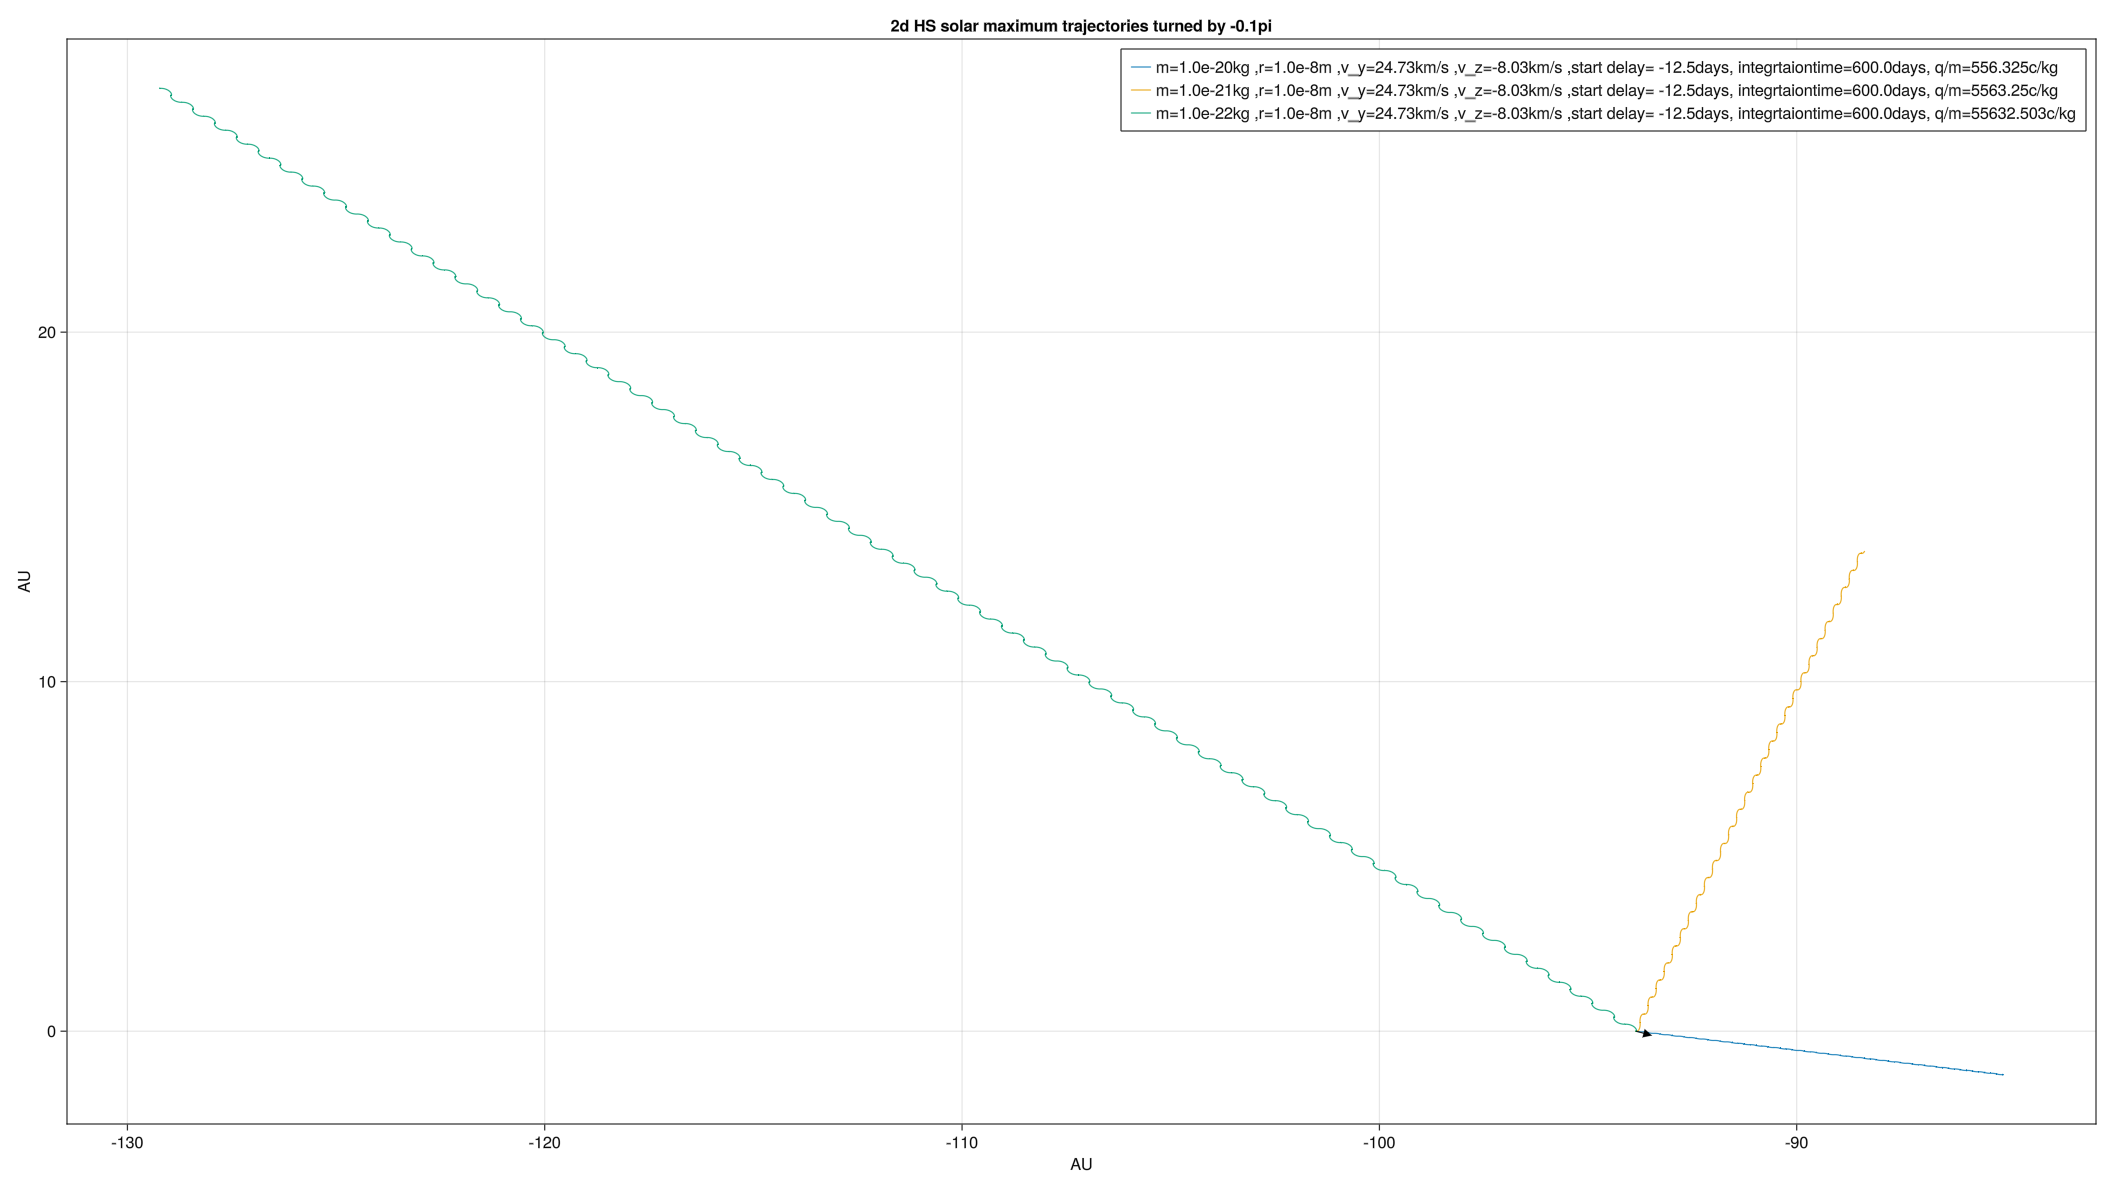 2d HS solar maximum trajectories turned by -0.1pi
m=1.0e-20kg ,r=1.0e-8m ,v_y=24.73km/s ,v_z=-8.03km/s ,start delay= -12.5days, integrtaiontime=600.0days, q/m=556.325c/kg
m=1.0e-21kg ,r=1.0e-8m ,v_y=24.73km/s ,v_z=-8.03km/s ,start delay= -12.5days, integrtaiontime=600.0days, q/m=5563.25c/kg
m=1.0e-22kg ,r=1.0e-8m ,v_y=24.73km/s ,v_z=-8.03km/s ,start delay= -12.5days, integrtaiontime=600.0days, q/m=55632.503c/kg
20
10
0
AU
-130
-120
-110
-100
-90
AU